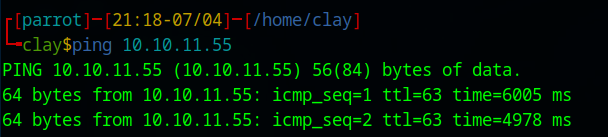 ┌─[parrot]─[21:18-07/04]─[/home/clay]
└─clay$ping 10.10.11.55
PING 10.10.11.55 (10.10.11.55) 56(84) bytes of data.
64 bytes from 10.10.11.55: icmp_seq=1 ttl=63 time=6005 ms
64 bytes from 10.10.11.55: icmp_seq=2 ttl=63 time=4978 ms